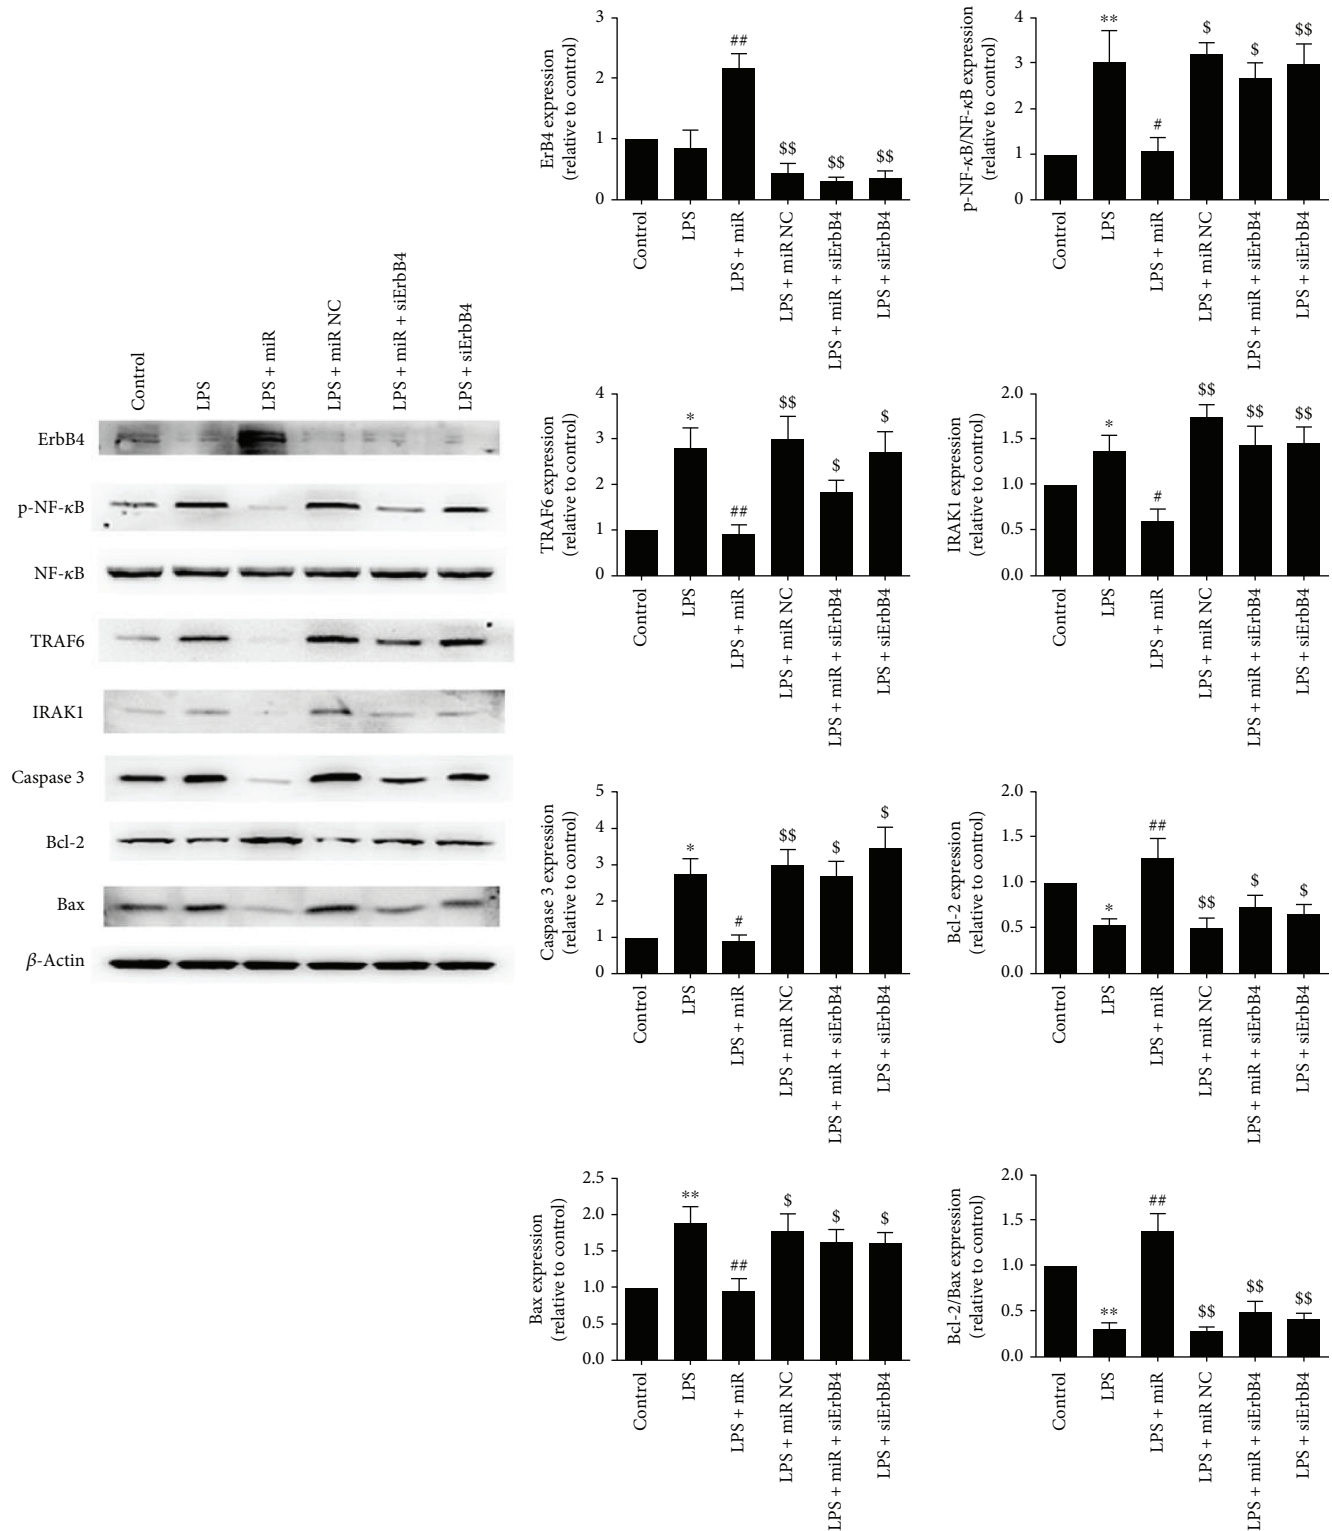 Control
LPS
LPS + miR
LPS + miR NC
LPS + miR + siErbB4
LPS + siErbB4
ErbB4
p-NF-κB
NF-κB
TRAF6
IRAK1
Caspase 3
Bcl-2
Bax
β-Actin
ErB4 expression
(relative to control)
3
2
1
0
##
$$
$$
$$
Control
LPS
LPS + miR
LPS + miR NC
LPS + miR + siErbB4
LPS + siErbB4
p-NF-κB/NF-κB expression
(relative to control)
4
3
2
1
0
**
#
$
$
$$
Control
LPS
LPS + miR
LPS + miR NC
LPS + miR + siErbB4
LPS + siErbB4
TRAF6 expression
(relative to control)
4
3
2
1
0
*
##
$$
$
$
Control
LPS
LPS + miR
LPS + miR NC
LPS + miR + siErbB4
LPS + siErbB4
IRAK1 expression
(relative to control)
2.0
1.5
1.0
0.5
0.0
*
#
$$
$$
$$
Control
LPS
LPS + miR
LPS + miR NC
LPS + miR + siErbB4
LPS + siErbB4
Caspase 3 expression
(relative to control)
5
4
3
2
1
0
*
#
$$
$
$
Control
LPS
LPS + miR
LPS + miR NC
LPS + miR + siErbB4
LPS + siErbB4
Bcl-2 expression
(relative to control)
2.0
1.5
1.0
0.5
0.0
*
##
$$
$
$
Control
LPS
LPS + miR
LPS + miR NC
LPS + miR + siErbB4
LPS + siErbB4
Bax expression
(relative to control)
2.5
2.0
1.5
1.0
0.5
0.0
**
##
$
$
$
Control
LPS
LPS + miR
LPS + miR NC
LPS + miR + siErbB4
LPS + siErbB4
Bcl-2/Bax expression
(relative to control)
2.0
1.5
1.0
0.5
0.0
**
##
$$
$$
$$
Control
LPS
LPS + miR
LPS + miR NC
LPS + miR + siErbB4
LPS + siErbB4